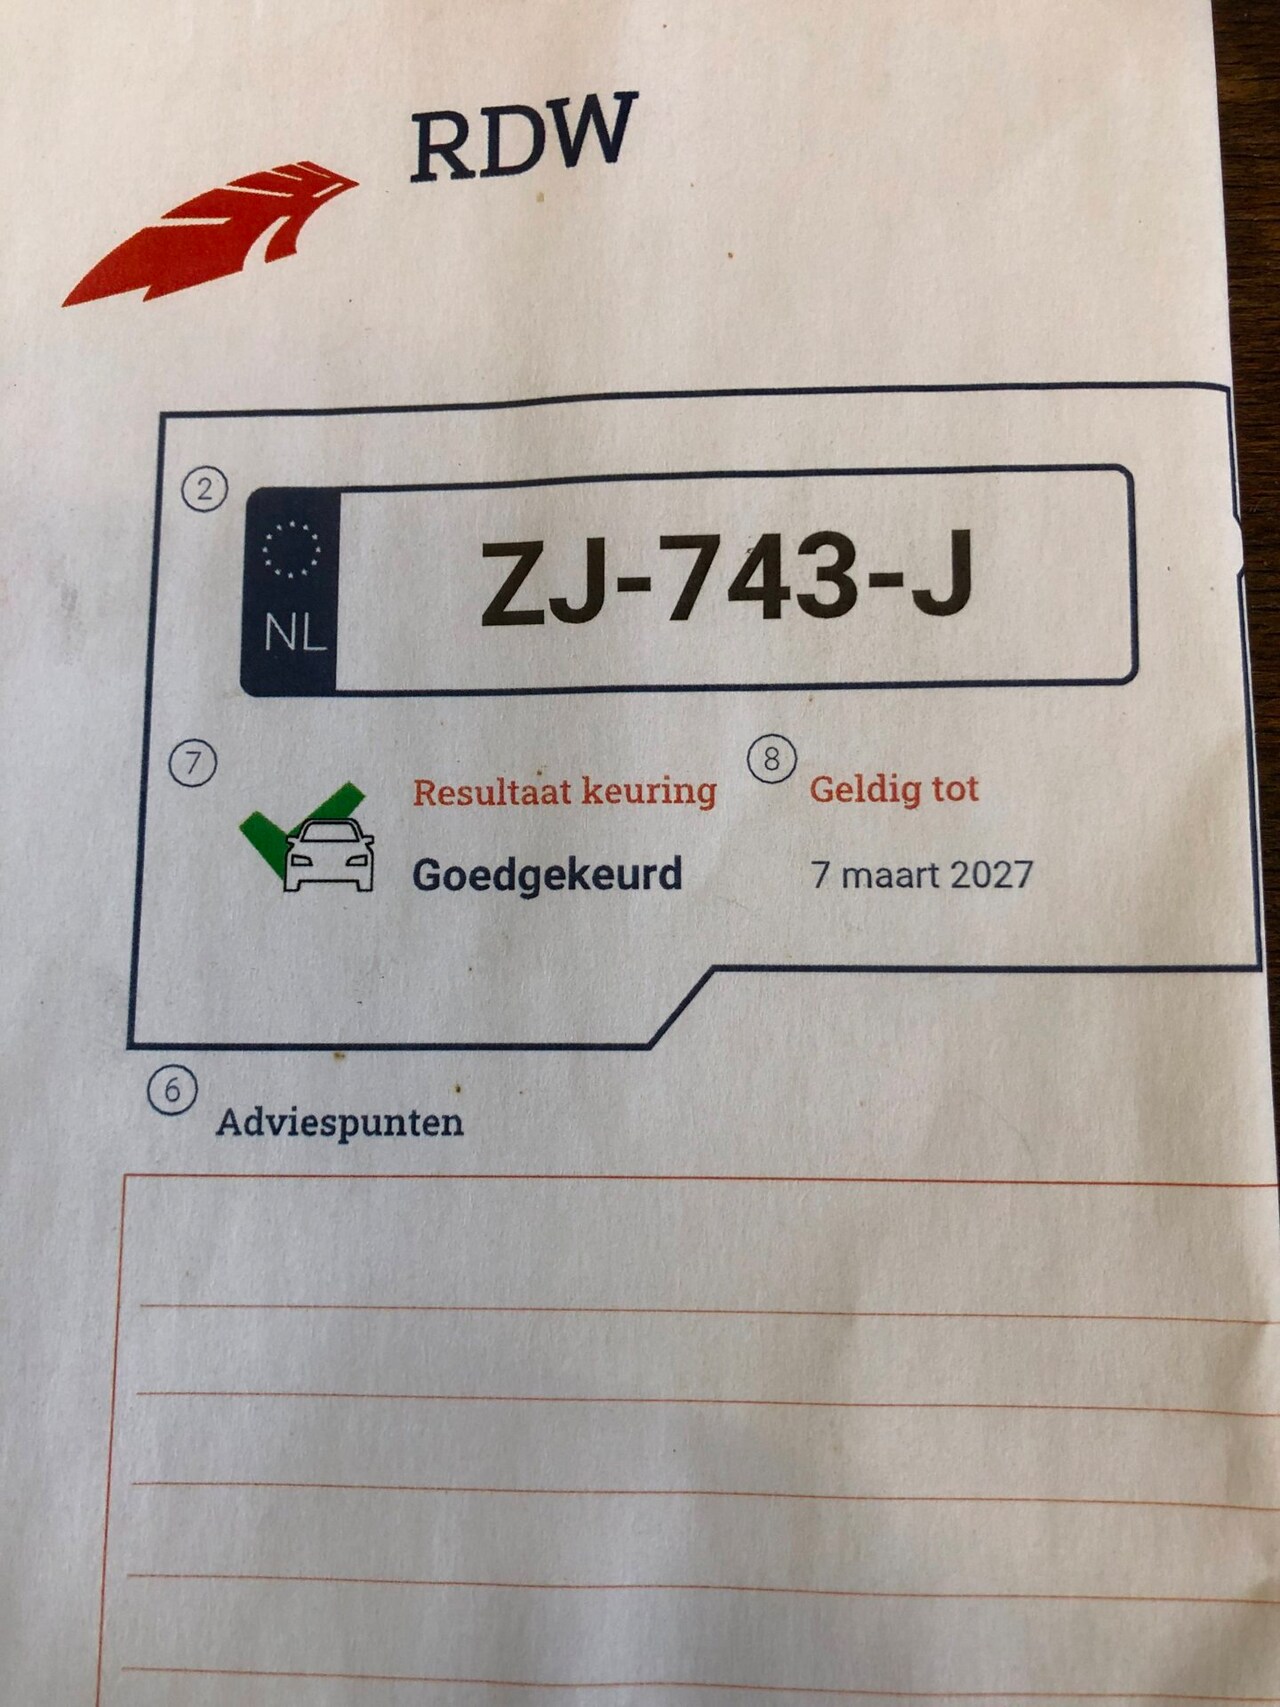 RDW
2
NL
ZJ-743-J
7
Resultaat keuring
8
Geldig tot
Goedgekeurd
7 maart 2027
6
Adviespunten